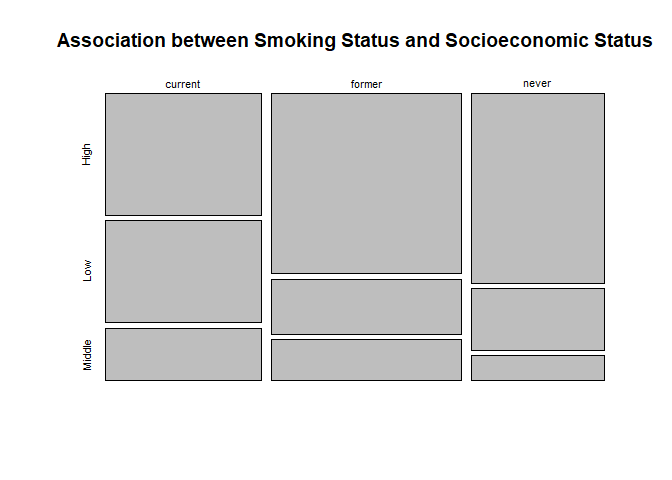 Association between Smoking Status and Socioeconomic Status
current former never
High
Low
Middle